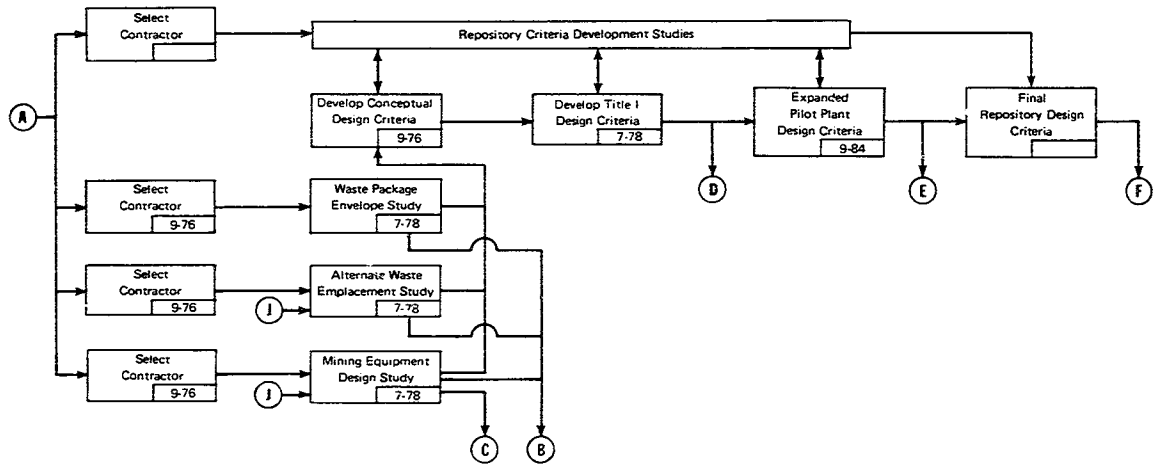 Select
Contractor
Repository Criteria Development Studies
A
Develop Conceptual
Design Criteria
9-76
Develop Title I
Design Criteria
7-78
Expanded
Pilot Plant
Design Criteria
9-84
Final
Repository Design
Criteria
D
E
F
Select
Contractor
9-76
Waste Package
Envelope Study
7-78
Select
Contractor
9-76
J
Alternate Waste
Emplacement Study
7-78
Select
Contractor
9-76
J
Mining Equipment
Design Study
7-78
C
B